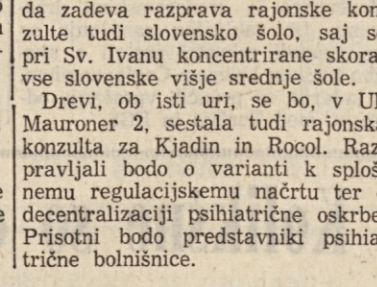 da zadeva razprava rajonske kon
zulte tudi slovensko šolo, saj s
pri Sv. Ivanu koncentrirane skora
vse slovenske višje srednje šole.
Drevi, ob isti uri, se bo, v Ul
Mauroner 2, sestala tudi rajonska
konzulta za Kjadin in Rocol. Raz
pravljali bodo o varianti k sploš
nemu regulacijskemu načrtu ter
decentralizaciji psihiatrične oskrbe
Prisotni bodo predstavniki psihia
trične bolnišnice.